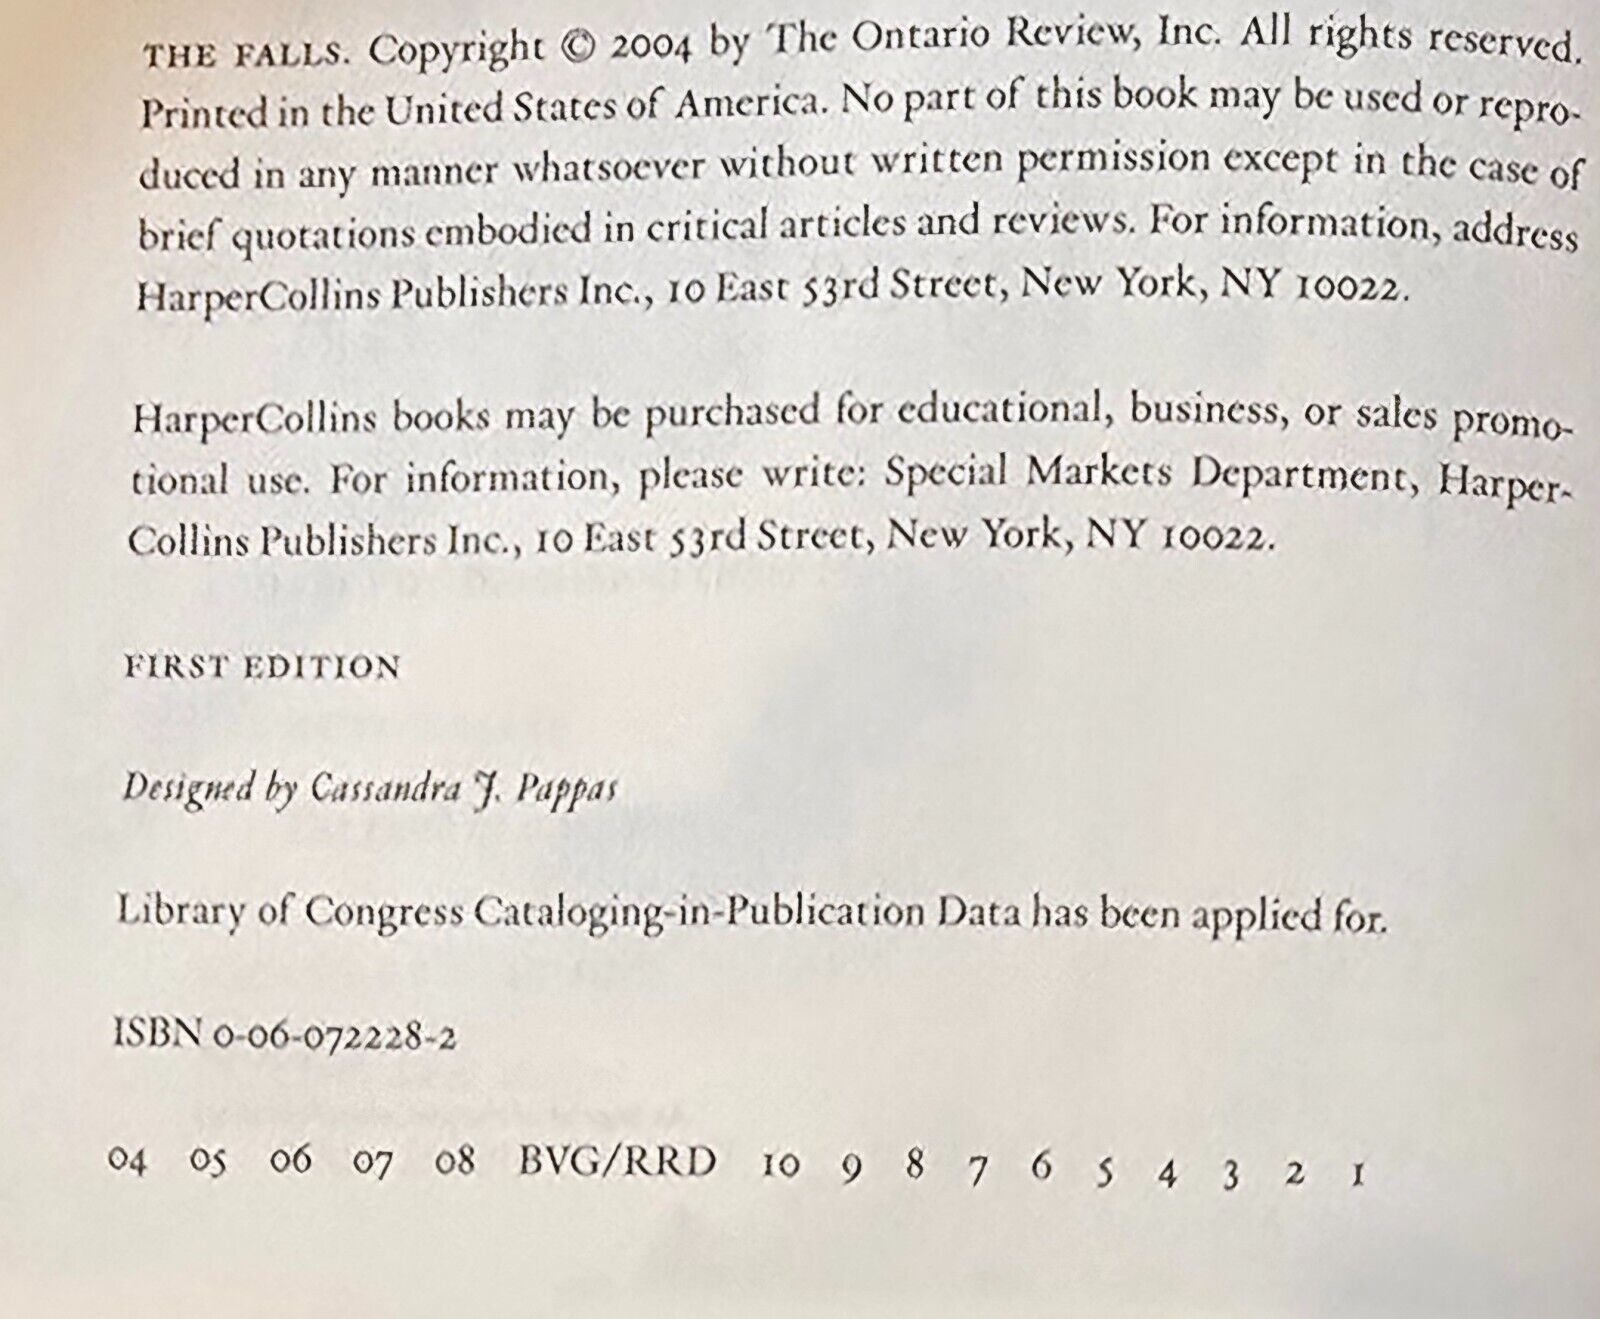 THE FALLS. Copyright © 2004 by The Ontario Review, Inc. All rights reserved.
Printed in the United States of America. No part of this book may be used or repro-
duced in any manner whatsoever without written permission except in the case of
brief quotations embodied in critical articles and reviews. For information, address
HarperCollins Publishers Inc., 10 East 53rd Street, New York, NY 10022.
HarperCollins books may be purchased for educational, business, or sales promo-
tional use. For information, please write: Special Markets Department, Harper-
Collins Publishers Inc., 10 East 53rd Street, New York, NY 10022.
FIRST EDITION
Designed by Cassandra J. Pappas
Library of Congress Cataloging-in-Publication Data has been applied for.
ISBN 0-06-072228-2
04 05 06 07 08 BVG/RRD 10 9 8 7 6 5 4 3 2 1